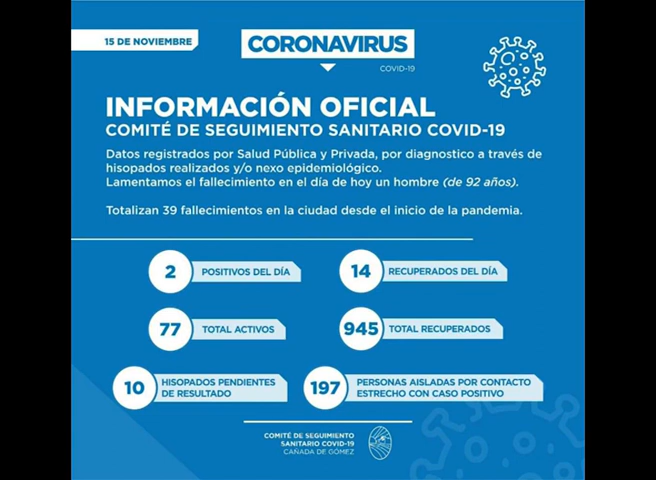 15 DE NOVIEMBRE
CORONAVIRUS
COVID-19
INFORMACIÓN OFICIAL
COMITÉ DE SEGUIMIENTO SANITARIO COVID-19
Datos registrados por Salud Pública y Privada, por diagnostico a través de
hisopados realizados y/o nexo epidemiológico.
Lamentamos el fallecimiento en el día de hoy un hombre (de 92 años).
Totalizan 39 fallecimientos en la ciudad desde el inicio de la pandemia.
2 POSITIVOS DEL DÍA
14 RECUPERADOS DEL DÍA
77 TOTAL ACTIVOS
945 TOTAL RECUPERADOS
10 HISOPADOS PENDIENTES
DE RESULTADO
197 PERSONAS AISLADAS POR CONTACTO
ESTRECHO CON CASO POSITIVO
COMITÉ DE SEGUIMIENTO
SANITARIO COVID-19
CAÑADA DE GÓMEZ